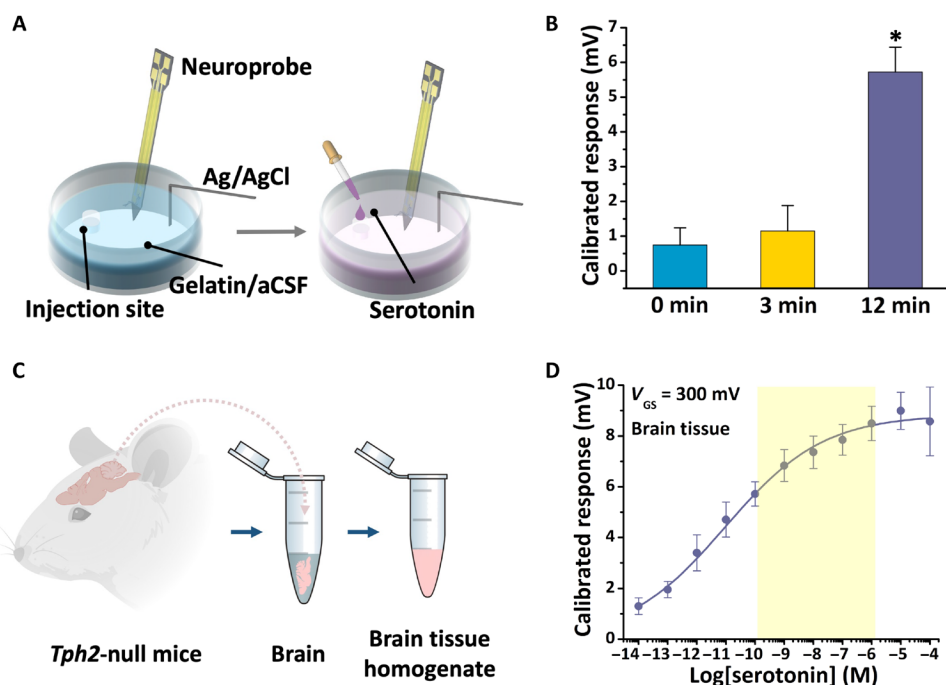 A
Neuroprobe
Ag/AgCl
Gelatin/aCSF
Injection site
Serotonin
B
Calibrated response (mV)
7
6
5
4
3
2
1
0
*
0 min
3 min
12 min
C
Tph2-null mice
Brain
Brain tissue
homogenate
D
Calibrated response (mV)
10
8
6
4
2
0
VGS = 300 mV
Brain tissue
−14 −13 −12 −11 −10 −9 −8 −7 −6 −5 −4
Log[serotonin] (M)